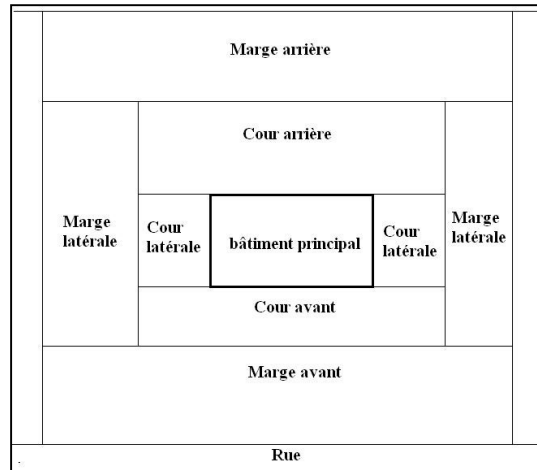 Marge arrière
Cour arrière
Marge
latérale
Cour
latérale
bâtiment principal
Cour
latérale
Marge
latérale
Cour avant
Marge avant
Rue